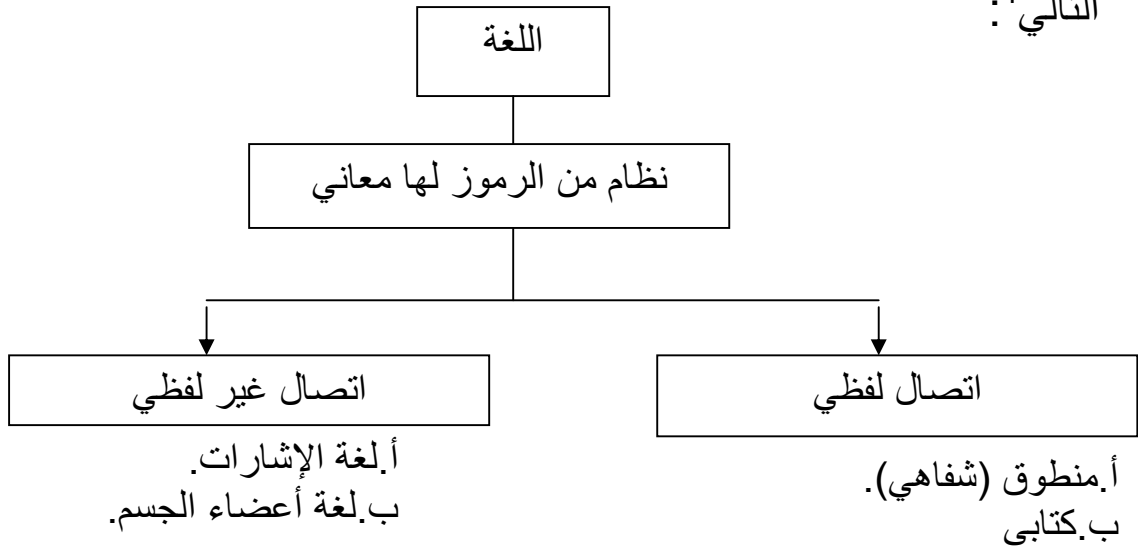 التالي :
اللغة
نظام من الرموز لها معاني
اتصال لفظي
أ.منطوق (شفاهي).
ب.كتابي
اتصال غير لفظي
أ.لغة الإشارات.
ب.لغة أعضاء الجسم.